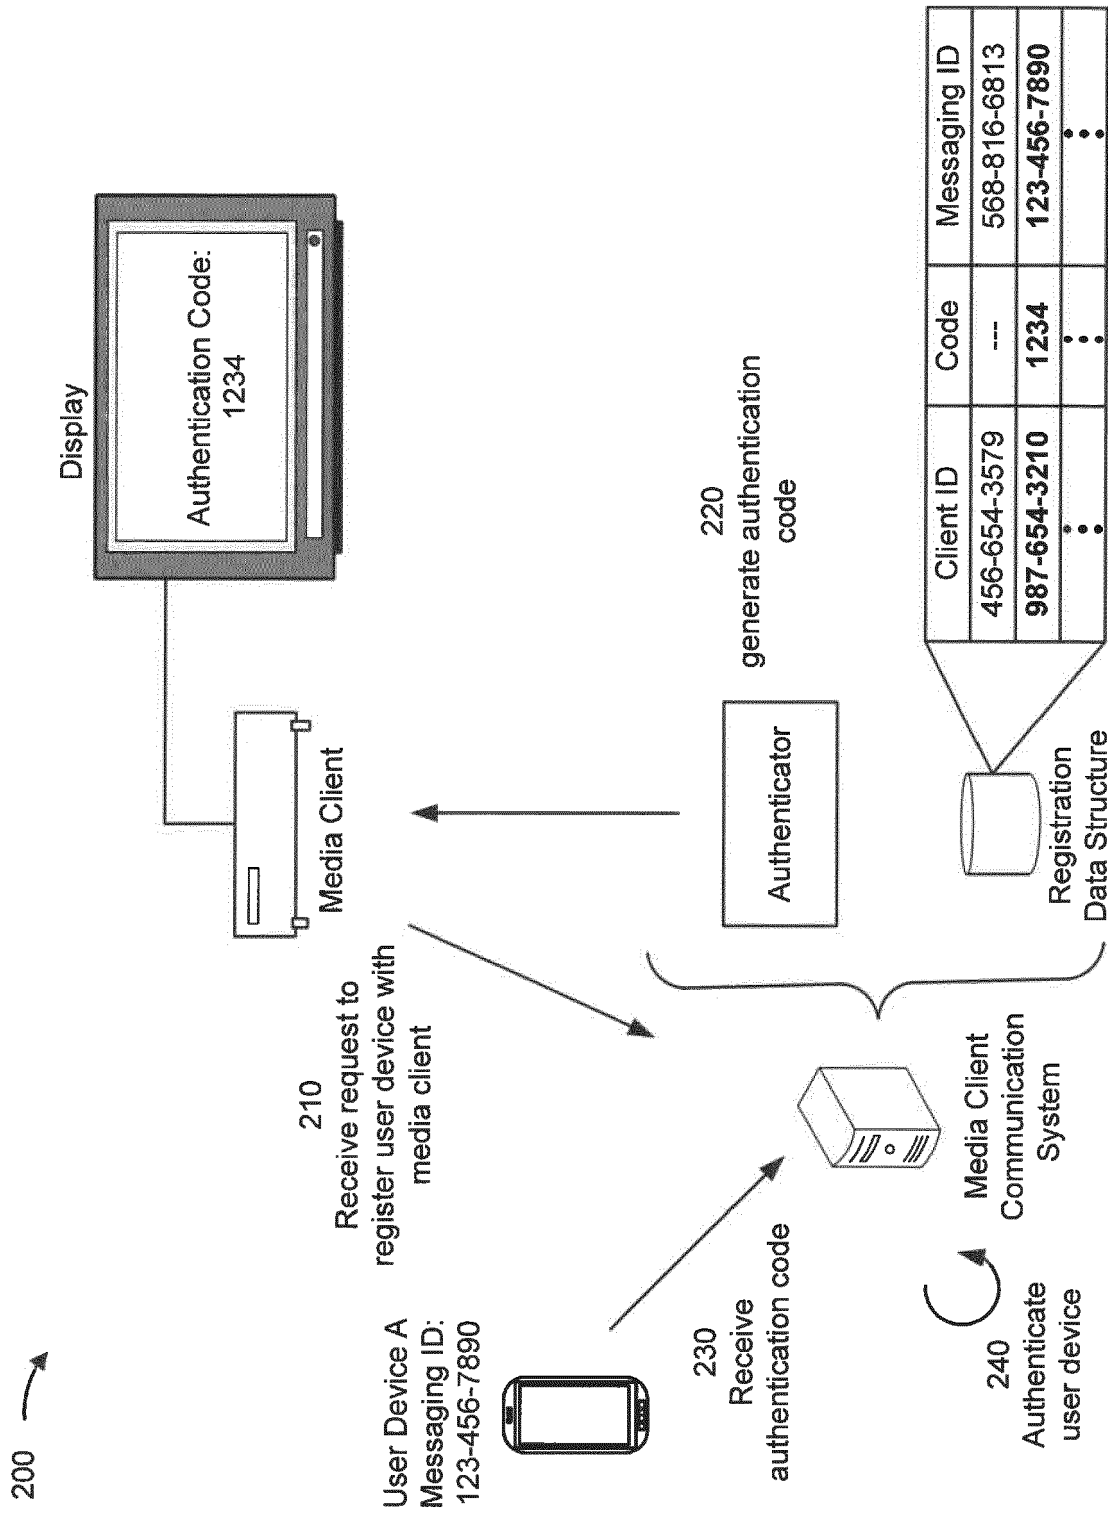 200
User Device A
Messaging ID:
123-456-7890
210
Receive request to
register user device with
media client
Media Client
Display
Authentication Code:
1234
220
generate authentication
code
Authenticator
230
Receive
authentication code
240
Authenticate
user device
Media Client
Communication
System
Registration
Data Structure
Client ID Code Messaging ID
456-654-3579 --- 568-816-6813
987-654-3210 1234 123-456-7890